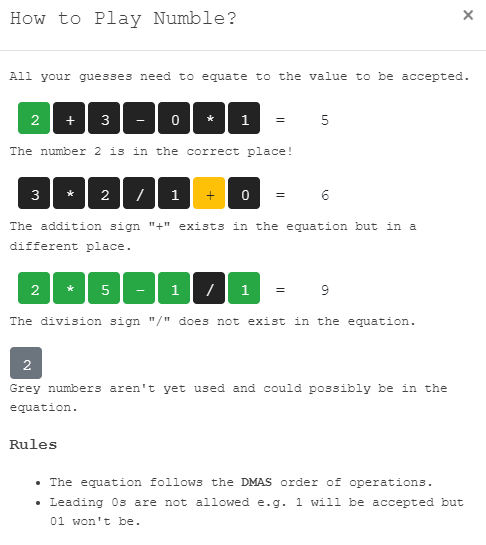 How to Play Numble?
×
All your guesses need to equate to the value to be accepted.
2 + 3 - 0 * 1 = 5
The number 2 is in the correct place!
3 * 2 / 1 + 0 = 6
The addition sign "+" exists in the equation but in a
different place.
2 * 5 - 1 / 1 = 9
The division sign "/" does not exist in the equation.
2
Grey numbers aren't yet used and could possibly be in the
equation.
Rules
• The equation follows the DMAS order of operations.
• Leading 0s are not allowed e.g. 1 will be accepted but
01 won't be.